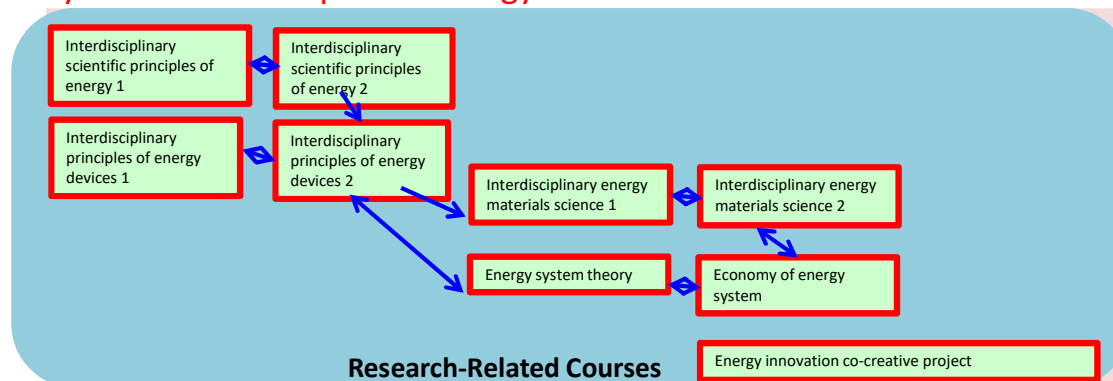 Interdisciplinary
scientific principles of
energy 1
Interdisciplinary
scientific principles
of energy 2
Interdisciplinary
principles of energy
devices 1
Interdisciplinary
principles of energy
devices 2
Interdisciplinary energy
materials science 1
Interdisciplinary energy
materials science 2
Energy system theory
Economy of energy
system
Research-Related Courses
Energy innovation co-creative project